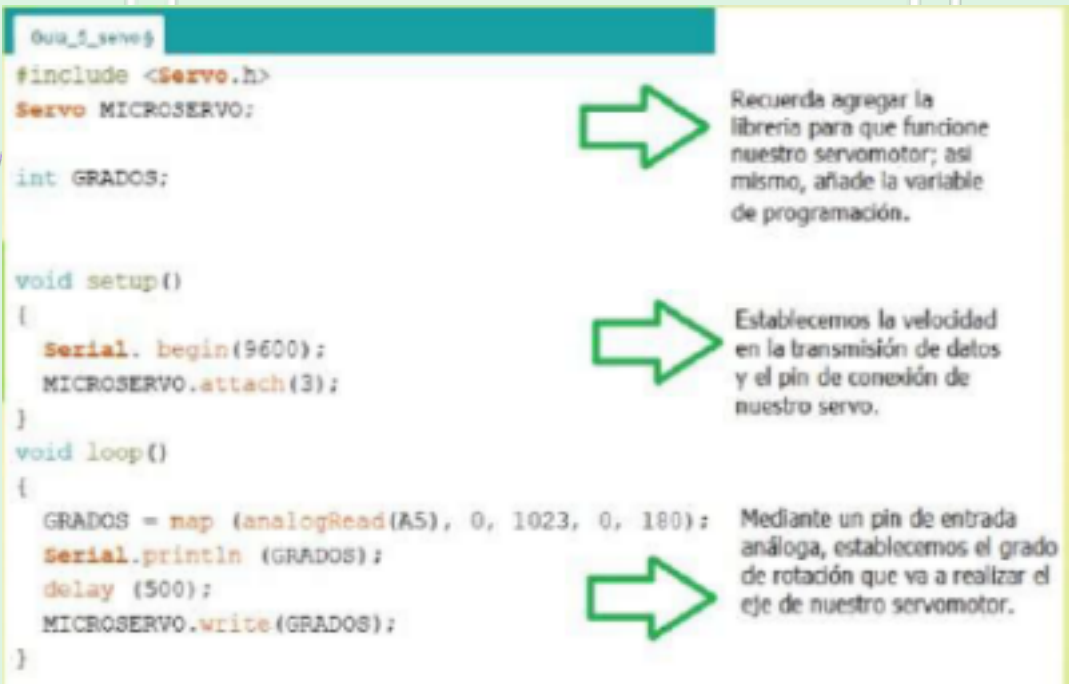 Guia_5_servo§
#include <Servo.h>
Servo MICROSERVO;
int GRADOS;
Recuerda agregar la
libreria para que funcione
nuestro servomotor; asi
mismo, añade la variable
de programación.
void setup()
{
Serial. begin(9600);
MICROSERVO.attach(3);
}
Establecemos la velocidad
en la transmisión de datos
y el pin de conexión de
nuestro servo.
void loop()
{
GRADOS = map (analogRead(A5), 0, 1023, 0, 180);
Serial.println (GRADOS);
delay (500);
MICROSERVO.write(GRADOS);
}
Mediante un pin de entrada
análoga, establecemos el grado
de rotación que va a realizar el
eje de nuestro servomotor.